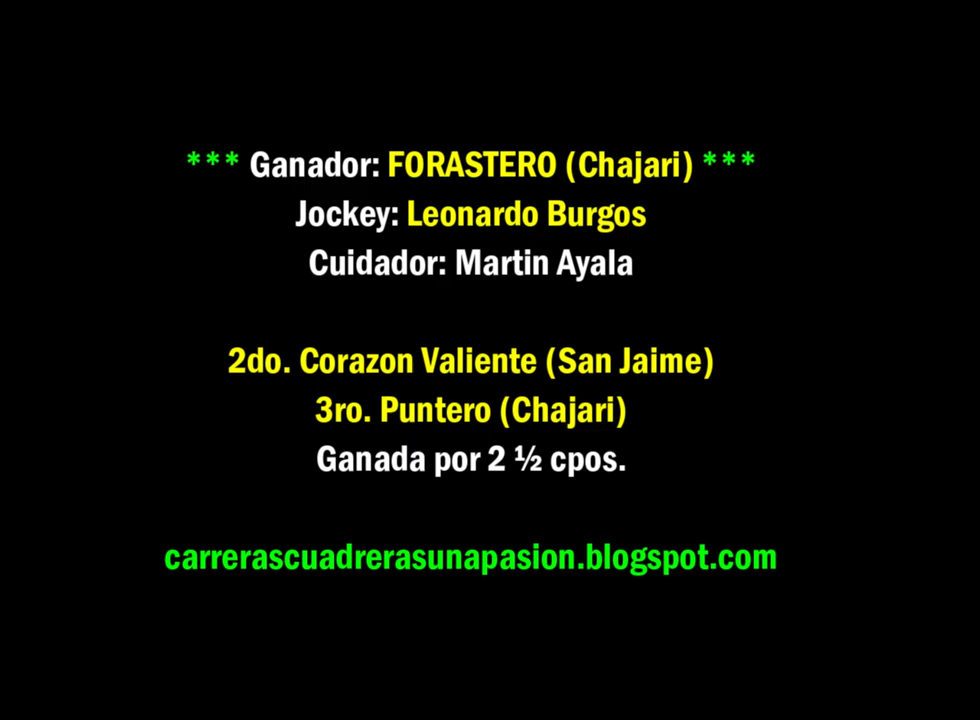 *** Ganador: FORASTERO (Chajari) ***
Jockey: Leonardo Burgos
Cuidador: Martin Ayala
2do. Corazon Valiente (San Jaime)
3ro. Puntero (Chajari)
Ganada por 2 ½ cpos.
carrerascuadrerasunapasion.blogspot.com